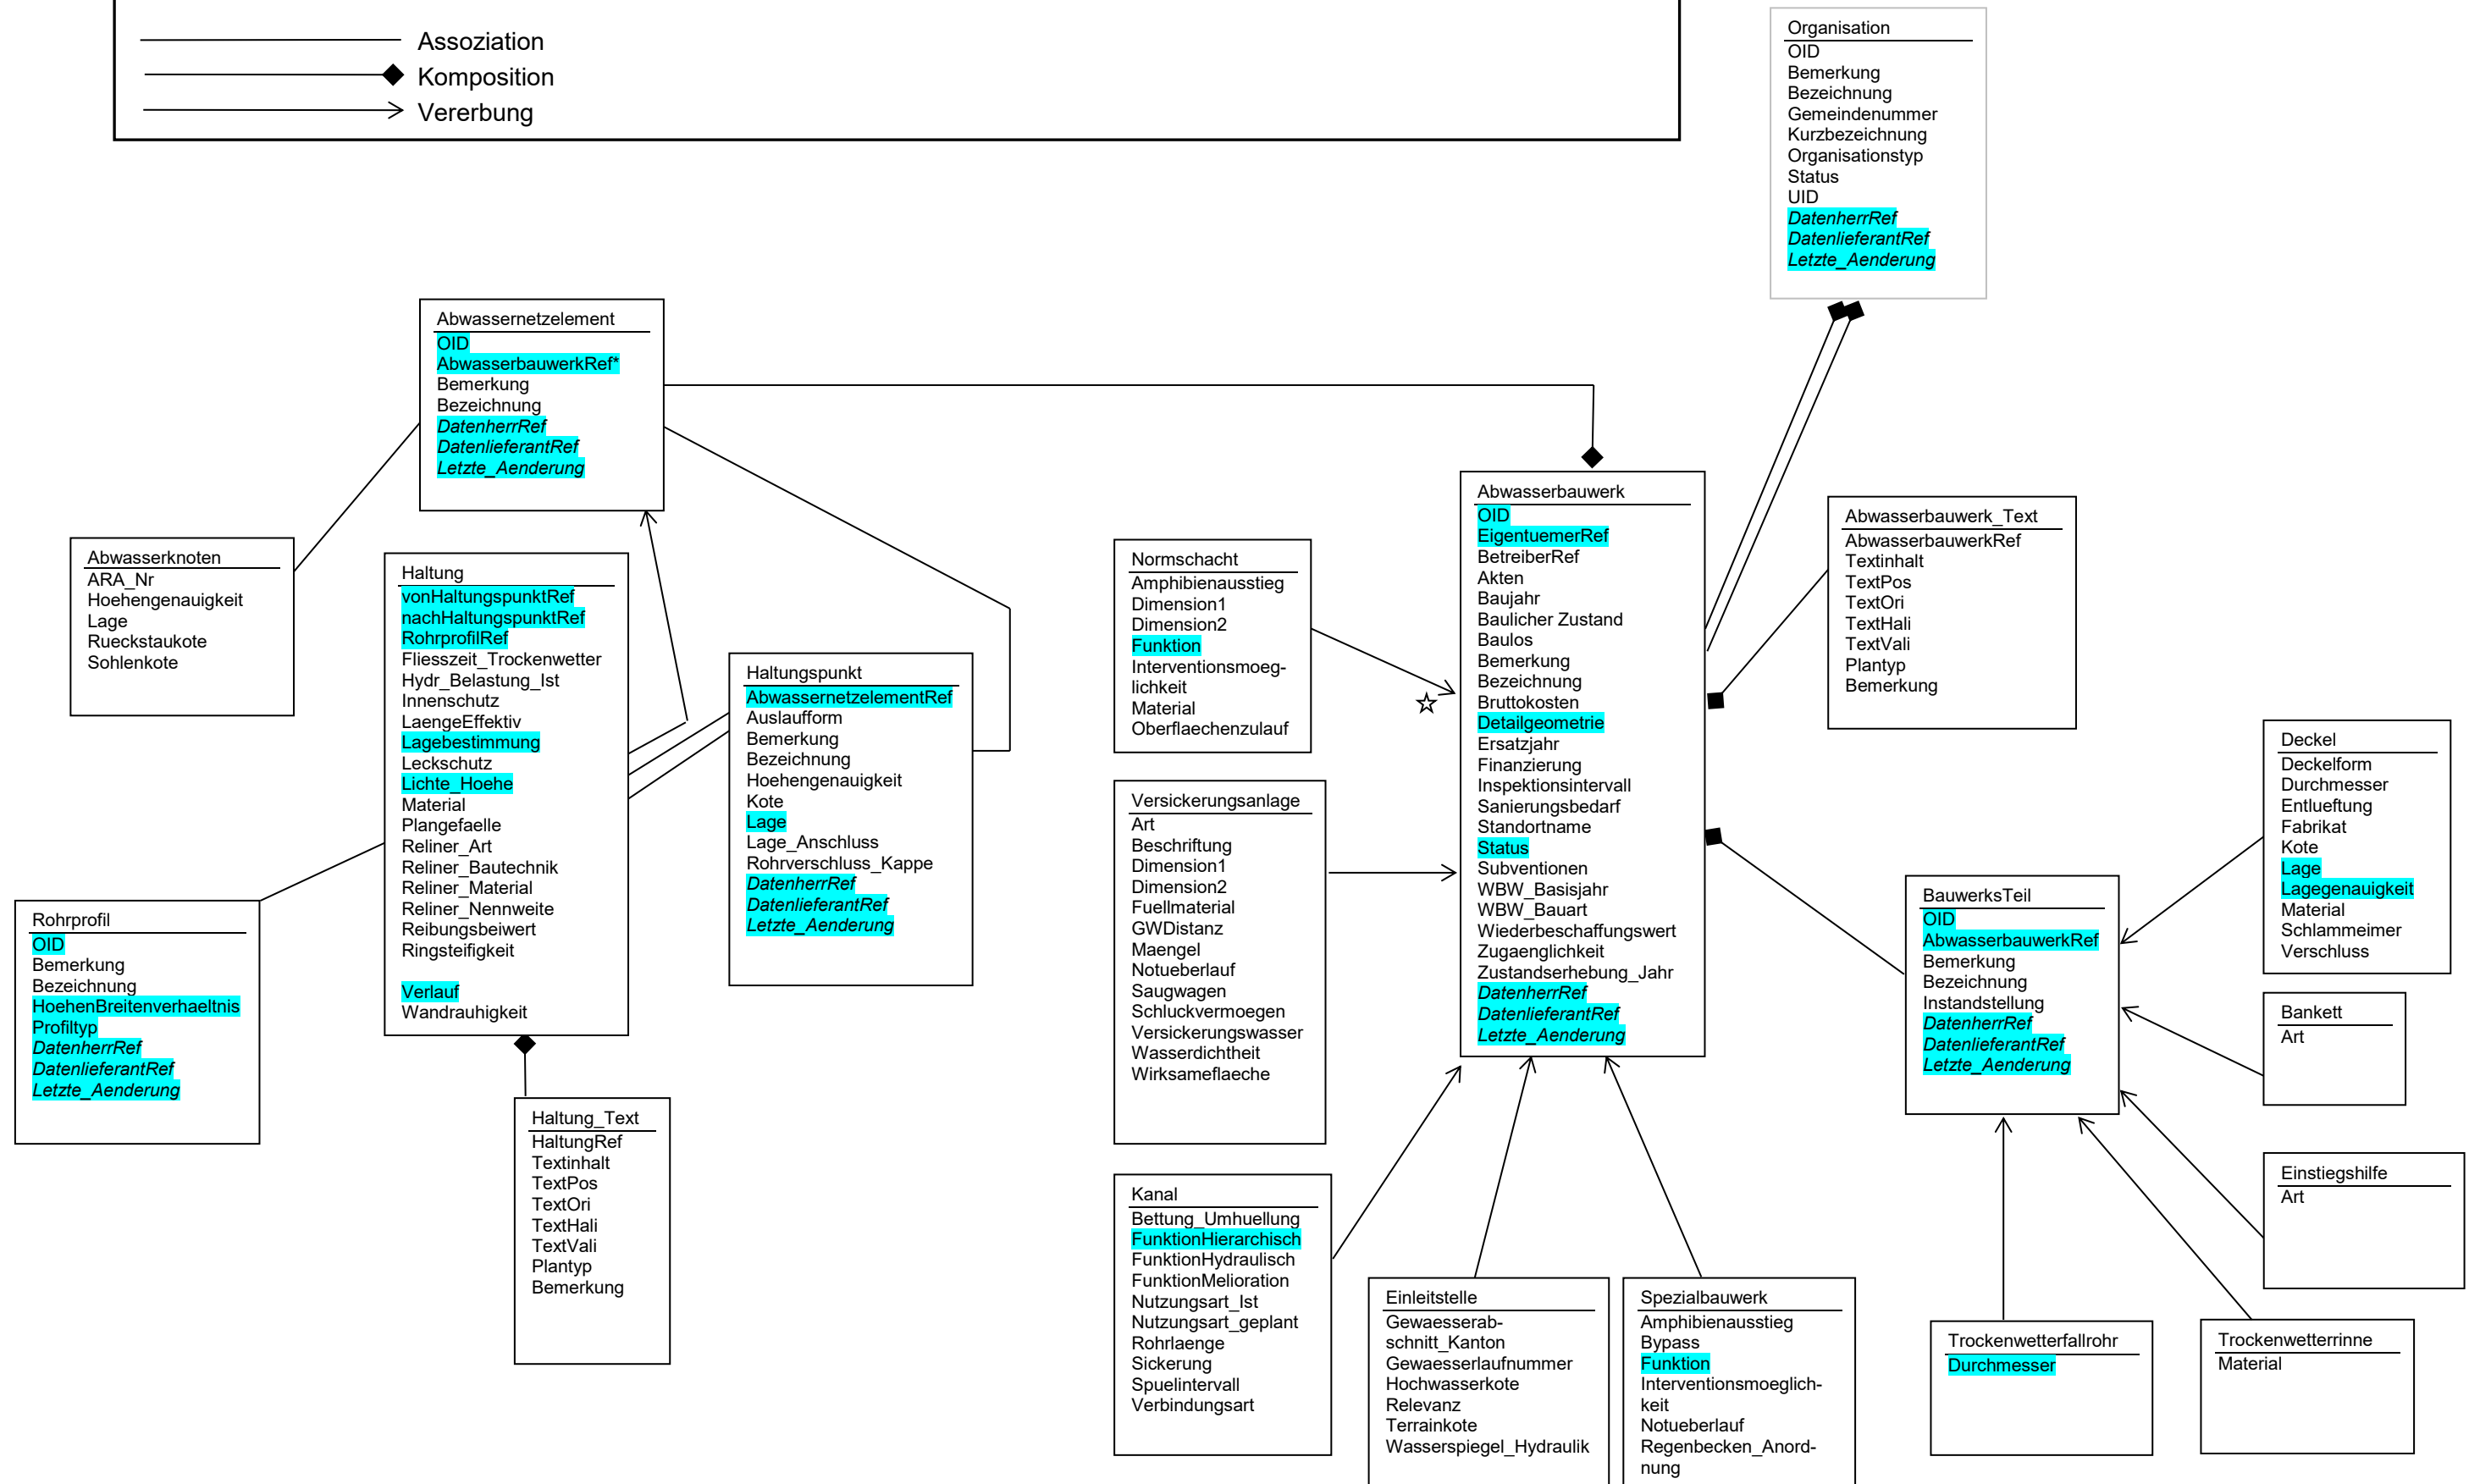 Assoziation
Komposition
Vererbung
Organisation
OID
Bemerkung
Bezeichnung
Gemeindenummer
Kurzbezeichnung
Organisationstyp
Status
UID
DatenherrRef
DatenlieferantRef
Letzte_Aenderung
Abwassernetzelement
OID
AbwasserbauwerkRef*
Bemerkung
Bezeichnung
DatenherrRef
DatenlieferantRef
Letzte_Aenderung
Abwasserknoten
ARA_Nr
Hoehengenauigkeit
Lage
Rueckstaukote
Sohlenkote
Haltung
vonHaltungspunktRef
nachHaltungspunktRef
RohrprofilRef
Fliesszeit_Trockenwetter
Hydr_Belastung_Ist
Innenschutz
LaengeEffektiv
Lagebestimmung
Leckschutz
Lichte_Hoehe
Material
Plangefaelle
Reliner_Art
Reliner_Bautechnik
Reliner_Material
Reliner_Nennweite
Reibungsbeiwert
Ringsteifigkeit
Verlauf
Wandrauhigkeit
Haltungspunkt
AbwassernetzelementRef
Auslaufform
Bemerkung
Bezeichnung
Hoehengenauigkeit
Kote
Lage
Lage_Anschluss
Rohrverschluss_Kappe
DatenherrRef
DatenlieferantRef
Letzte_Aenderung
Rohrprofil
OID
Bemerkung
Bezeichnung
HoehenBreitenverhaeltnis
Profiltyp
DatenherrRef
DatenlieferantRef
Letzte_Aenderung
Haltung_Text
HaltungRef
Textinhalt
TextPos
TextOri
TextHali
TextVali
Plantyp
Bemerkung
Normschacht
Amphibienausstieg
Dimension1
Dimension2
Funktion
Interventionsmoeg-
lichkeit
Material
Oberflaechenzulauf
Versickerungsanlage
Art
Beschriftung
Dimension1
Dimension2
Fuellmaterial
GWDistanz
Maengel
Notueberlauf
Saugwagen
Schluckvermoegen
Versickerungswasser
Wasserdichtheit
Wirksameflaeche
Kanal
Bettung_Umhuellung
FunktionHierarchisch
FunktionHydraulisch
FunktionMelioration
Nutzungsart_Ist
Nutzungsart_geplant
Rohrlaenge
Sickerung
Spuelintervall
Verbindungsart
Abwasserbauwerk
OID
EigentuemerRef
BetreiberRef
Akten
Baujahr
Baulicher Zustand
Baulos
Bemerkung
Bezeichnung
Bruttokosten
Detailgeometrie
Ersatzjahr
Finanzierung
Inspektionsintervall
Sanierungsbedarf
Standortname
Status
Subventionen
WBW_Basisjahr
WBW_Bauart
Wiederbeschaffungswert
Zugaenglichkeit
Zustandserhebung_Jahr
DatenherrRef
DatenlieferantRef
Letzte_Aenderung
Einleitstelle
Gewaesserab-
schnitt_Kanton
Gewaesserlaufnummer
Hochwasserkote
Relevanz
Terrainkote
Wasserspiegel_Hydraulik
Spezialbauwerk
Amphibienausstieg
Bypass
Funktion
Interventionsmoeglich-
keit
Notueberlauf
Regenbecken_Anord-
nung
Abwasserbauwerk_Text
AbwasserbauwerkRef
Textinhalt
TextPos
TextOri
TextHali
TextVali
Plantyp
Bemerkung
BauwerksTeil
OID
AbwasserbauwerkRef
Bemerkung
Bezeichnung
Instandstellung
DatenherrRef
DatenlieferantRef
Letzte_Aenderung
Deckel
Deckelform
Durchmesser
Entlueftung
Fabrikat
Kote
Lage
Lagegenauigkeit
Material
Schlammeimer
Verschluss
Bankett
Art
Einstiegshilfe
Art
Trockenwetterfallrohr
Durchmesser
Trockenwetterrinne
Material